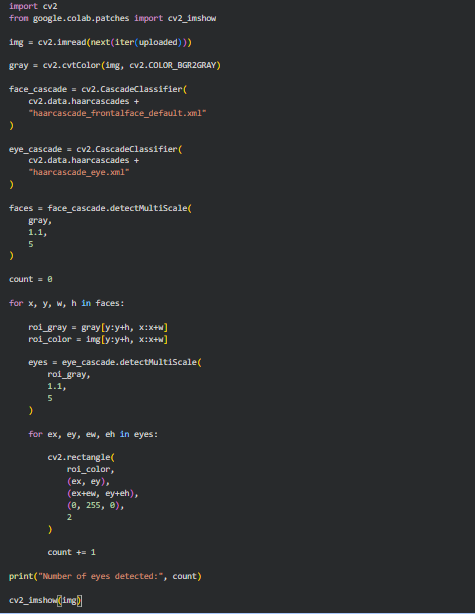 import cv2
from google.colab.patches import cv2_imshow
img = cv2.imread(next(iter(uploaded)))
gray = cv2.cvtColor(img, cv2.COLOR_BGR2GRAY)
face_cascade = cv2.CascadeClassifier(
    cv2.data.haarcascades +
    "haarcascade_frontalface_default.xml"
)
eye_cascade = cv2.CascadeClassifier(
    cv2.data.haarcascades +
    "haarcascade_eye.xml"
)
faces = face_cascade.detectMultiScale(
    gray,
    1.1,
    5
)
count = 0
for x, y, w, h in faces:
    roi_gray = gray[y:y+h, x:x+w]
    roi_color = img[y:y+h, x:x+w]
    eyes = eye_cascade.detectMultiScale(
        roi_gray,
        1.1,
        5
    )
    for ex, ey, ew, eh in eyes:
        cv2.rectangle(
            roi_color,
            (ex, ey),
            (ex+ew, ey+eh),
            (0, 255, 0),
            2
        )
        count += 1
print("Number of eyes detected:", count)
cv2_imshow(img)